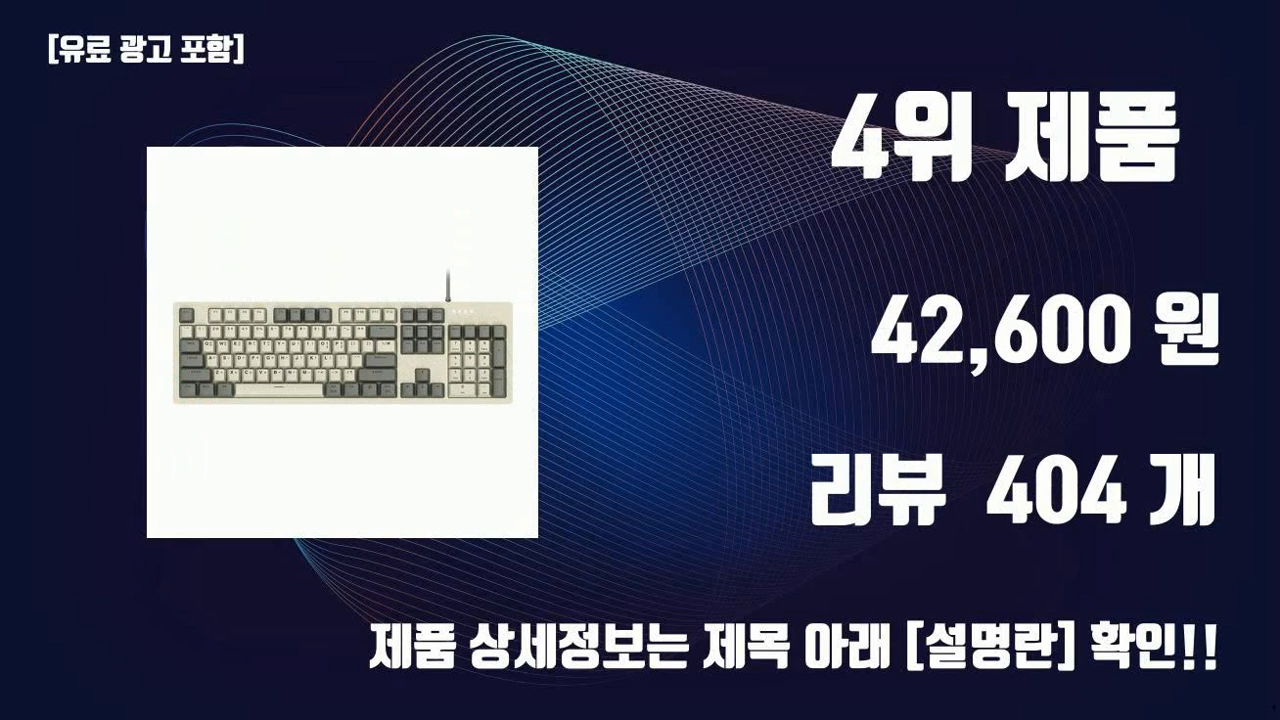 [유료 광고 포함]
4위 제품
42,600 원
리뷰 404 개
제품 상세정보는 제목 아래 [설명란] 확인!!